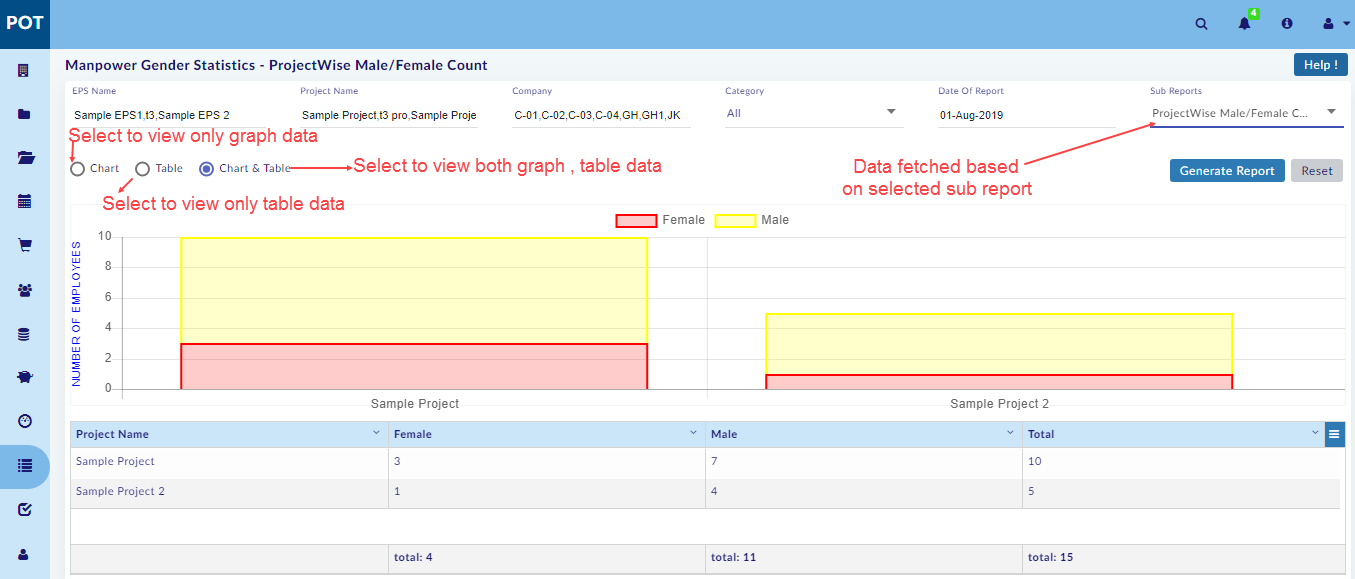 POT
4
Manpower Gender Statistics - ProjectWise Male/Female Count
Help !
EPS Name
Project Name
Company
Category
Date Of Report
Sub Reports
Sample EPS1,t3,Sample EPS 2
Sample Project,t3 pro,Sample Proje
C-01,C-02,C-03,C-04,GH,GH1,JK
All
01-Aug-2019
ProjectWise Male/Female C...
Select to view only graph data
Chart
Table
Chart & Table
Select to view both graph , table data
Data fetched based
on selected sub report
Generate Report
Reset
Select to view only table data
Female
Male
NUMBER OF EMPLOYEES
10
8
6
4
2
0
Sample Project
Sample Project 2
Project Name
Female
Male
Total
Sample Project
3
7
10
Sample Project 2
1
4
5
total: 4
total: 11
total: 15